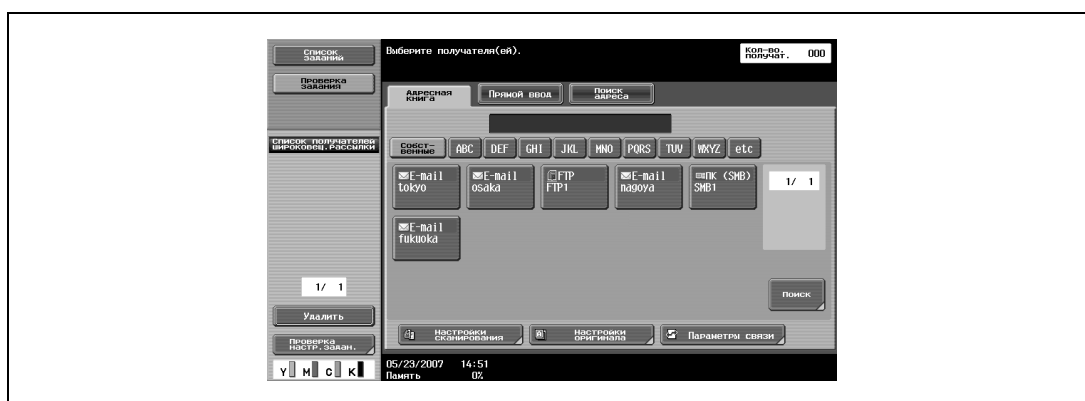 Список
заданий
Проверка
задания
Список получателей
широковещ.рассылки
1/ 1
Удалить
Проверка
настр.задан.
Y M C K
Выберите получателя(ей).
Кол-во.
получат. 000
Адресная
книга
Прямой ввод
Поиск
адреса
Собст-
венные ABC DEF GHI JKL MNO PQRS TUV WXYZ etc
E-mail
tokyo
E-mail
osaka
FTP
FTP1
E-mail
nagoya
ПК (SMB)
SMB1
1/ 1
E-mail
fukuoka
Поиск
Настройки
сканирования
Настройки
оригинала
Параметры связи
05/23/2007 14:51
Память 0%